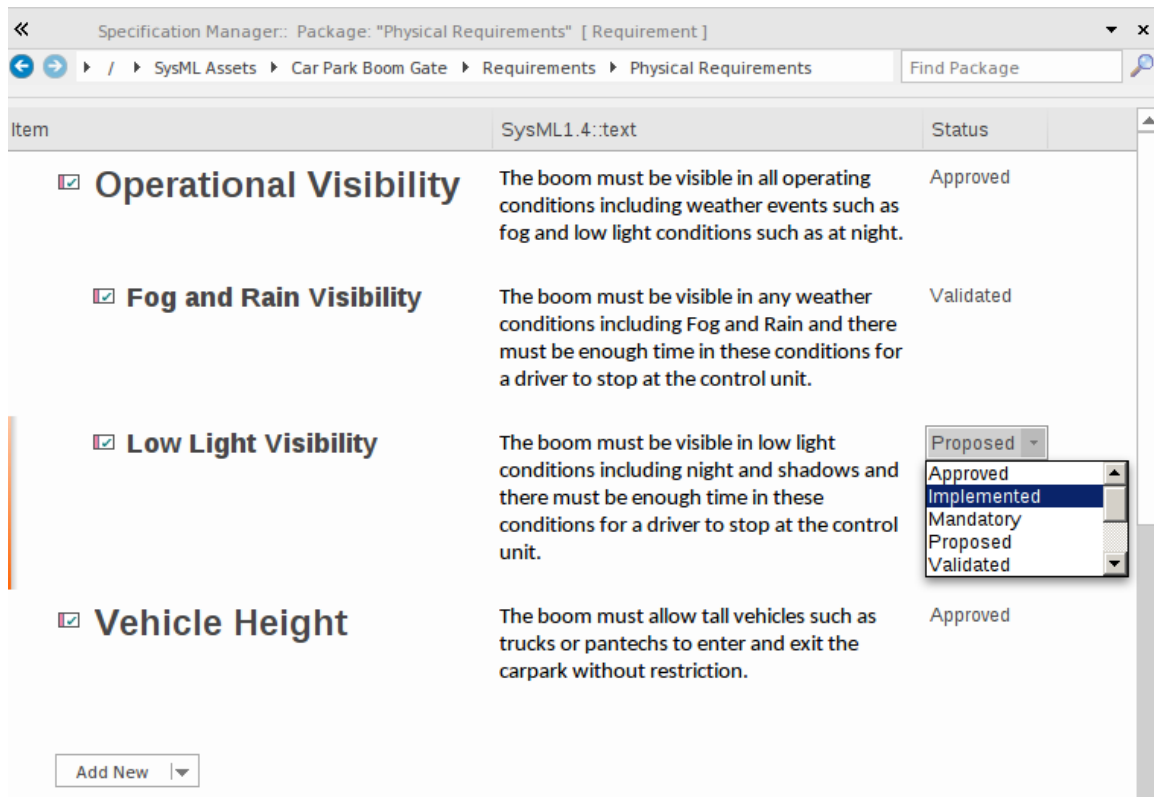 Specification Manager:: Package: "Physical Requirements" [ Requirement ]
/ SysML Assets Car Park Boom Gate Requirements Physical Requirements Find Package
Item SysML1.4::text Status
Operational Visibility
The boom must be visible in all operating
conditions including weather events such as
fog and low light conditions such as at night.
Approved
Fog and Rain Visibility
The boom must be visible in any weather
conditions including Fog and Rain and there
must be enough time in these conditions for
a driver to stop at the control unit.
Validated
Low Light Visibility
The boom must be visible in low light
conditions including night and shadows and
there must be enough time in these
conditions for a driver to stop at the control
unit.
Proposed
Approved
Implemented
Mandatory
Proposed
Validated
Vehicle Height
The boom must allow tall vehicles such as
trucks or pantechs to enter and exit the
carpark without restriction.
Approved
Add New